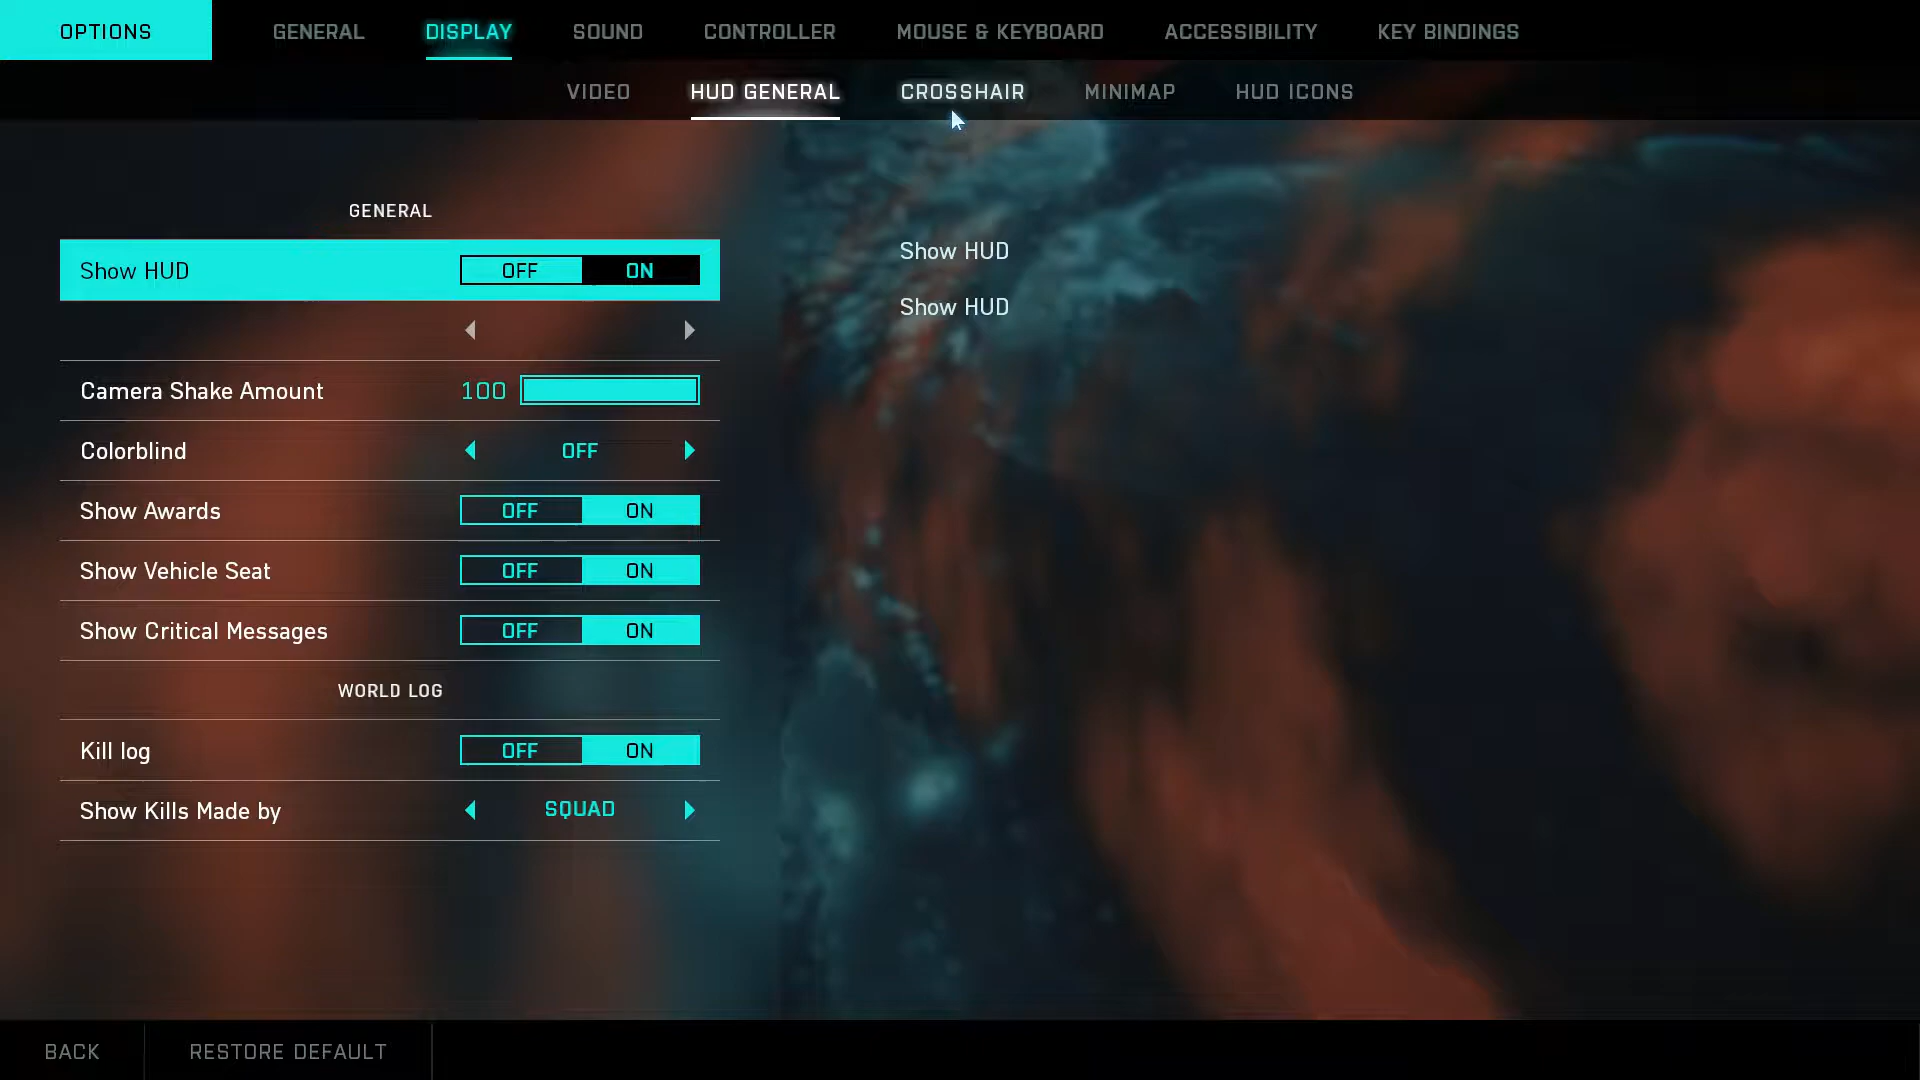 OPTIONS GENERAL DISPLAY SOUND CONTROLLER MOUSE & KEYBOARD ACCESSIBILITY KEY BINDINGS
VIDEO HUD GENERAL CROSSHAIR MINIMAP HUD ICONS
GENERAL
Show HUD OFF ON
Camera Shake Amount 100
Colorblind OFF
Show Awards OFF ON
Show Vehicle Seat OFF ON
Show Critical Messages OFF ON
WORLD LOG
Kill log OFF ON
Show Kills Made by SQUAD
Show HUD
Show HUD
BACK RESTORE DEFAULT